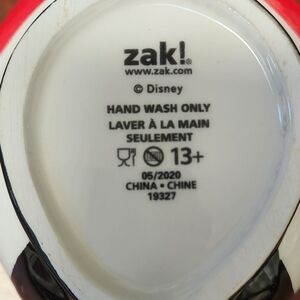 zak!®
www.zak.com
© Disney
HAND WASH ONLY
LAVER À LA MAIN
SEULEMENT
13+
05/2020
CHINA • CHINE
19327